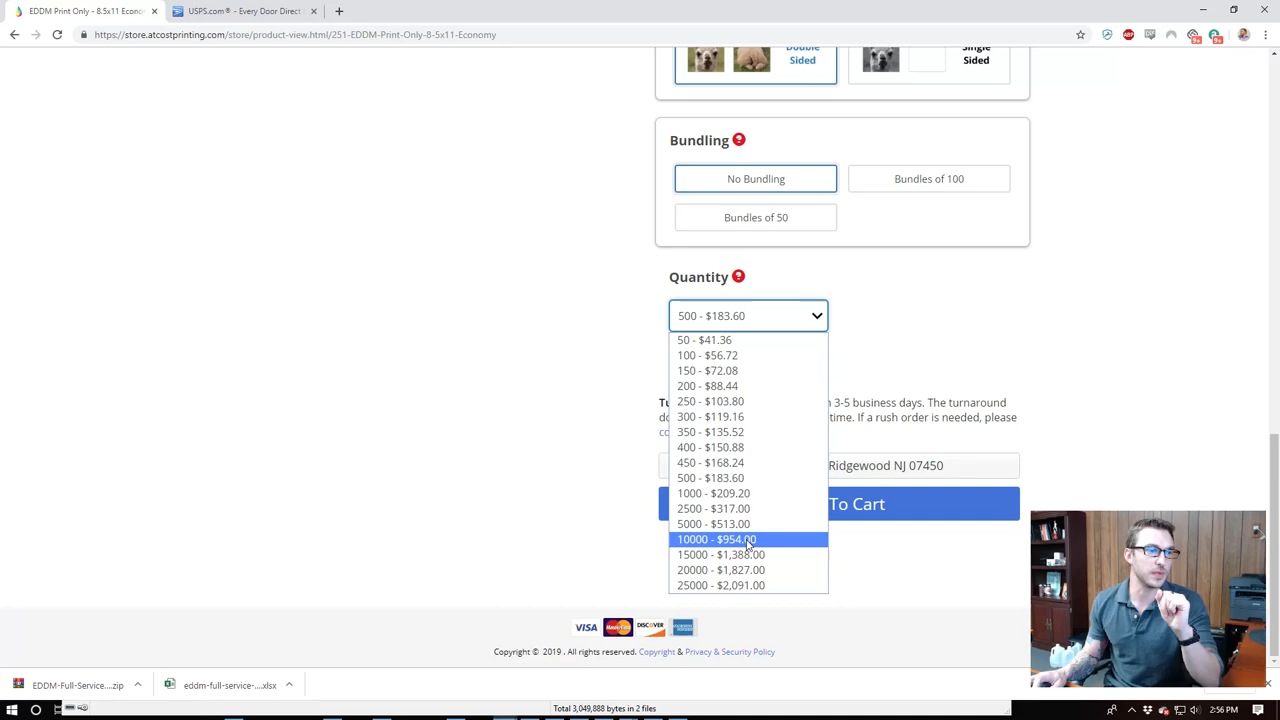 EDDM Print Only - 8.5x11 Econom
USPS.com® - Every Door Direct
https://store.atcostprinting.com/store/product-view.html/251-EDDM-Print-Only-8-5x11-Economy
Double
Sided
Single
Sided
Bundling
No Bundling
Bundles of 100
Bundles of 50
Quantity
500 - $183.60
50 - $41.36
100 - $56.72
150 - $72.08
200 - $88.44
250 - $103.80
300 - $119.16
350 - $135.52
400 - $150.88
450 - $168.24
500 - $183.60
1000 - $209.20
2500 - $317.00
5000 - $513.00
10000 - $954.00
15000 - $1,388.00
20000 - $1,827.00
25000 - $2,091.00
3-5 business days. The turnaround
time. If a rush order is needed, please
Ridgewood NJ 07450
To Cart
VISA MasterCard DISCOVER
Copyright © 2019 . All rights reserved. Copyright & Privacy & Security Policy
EDDM-Full-Service....zip
edm-full-service-....xlsx
Total 3,049,888 bytes in 2 files
2:56 PM